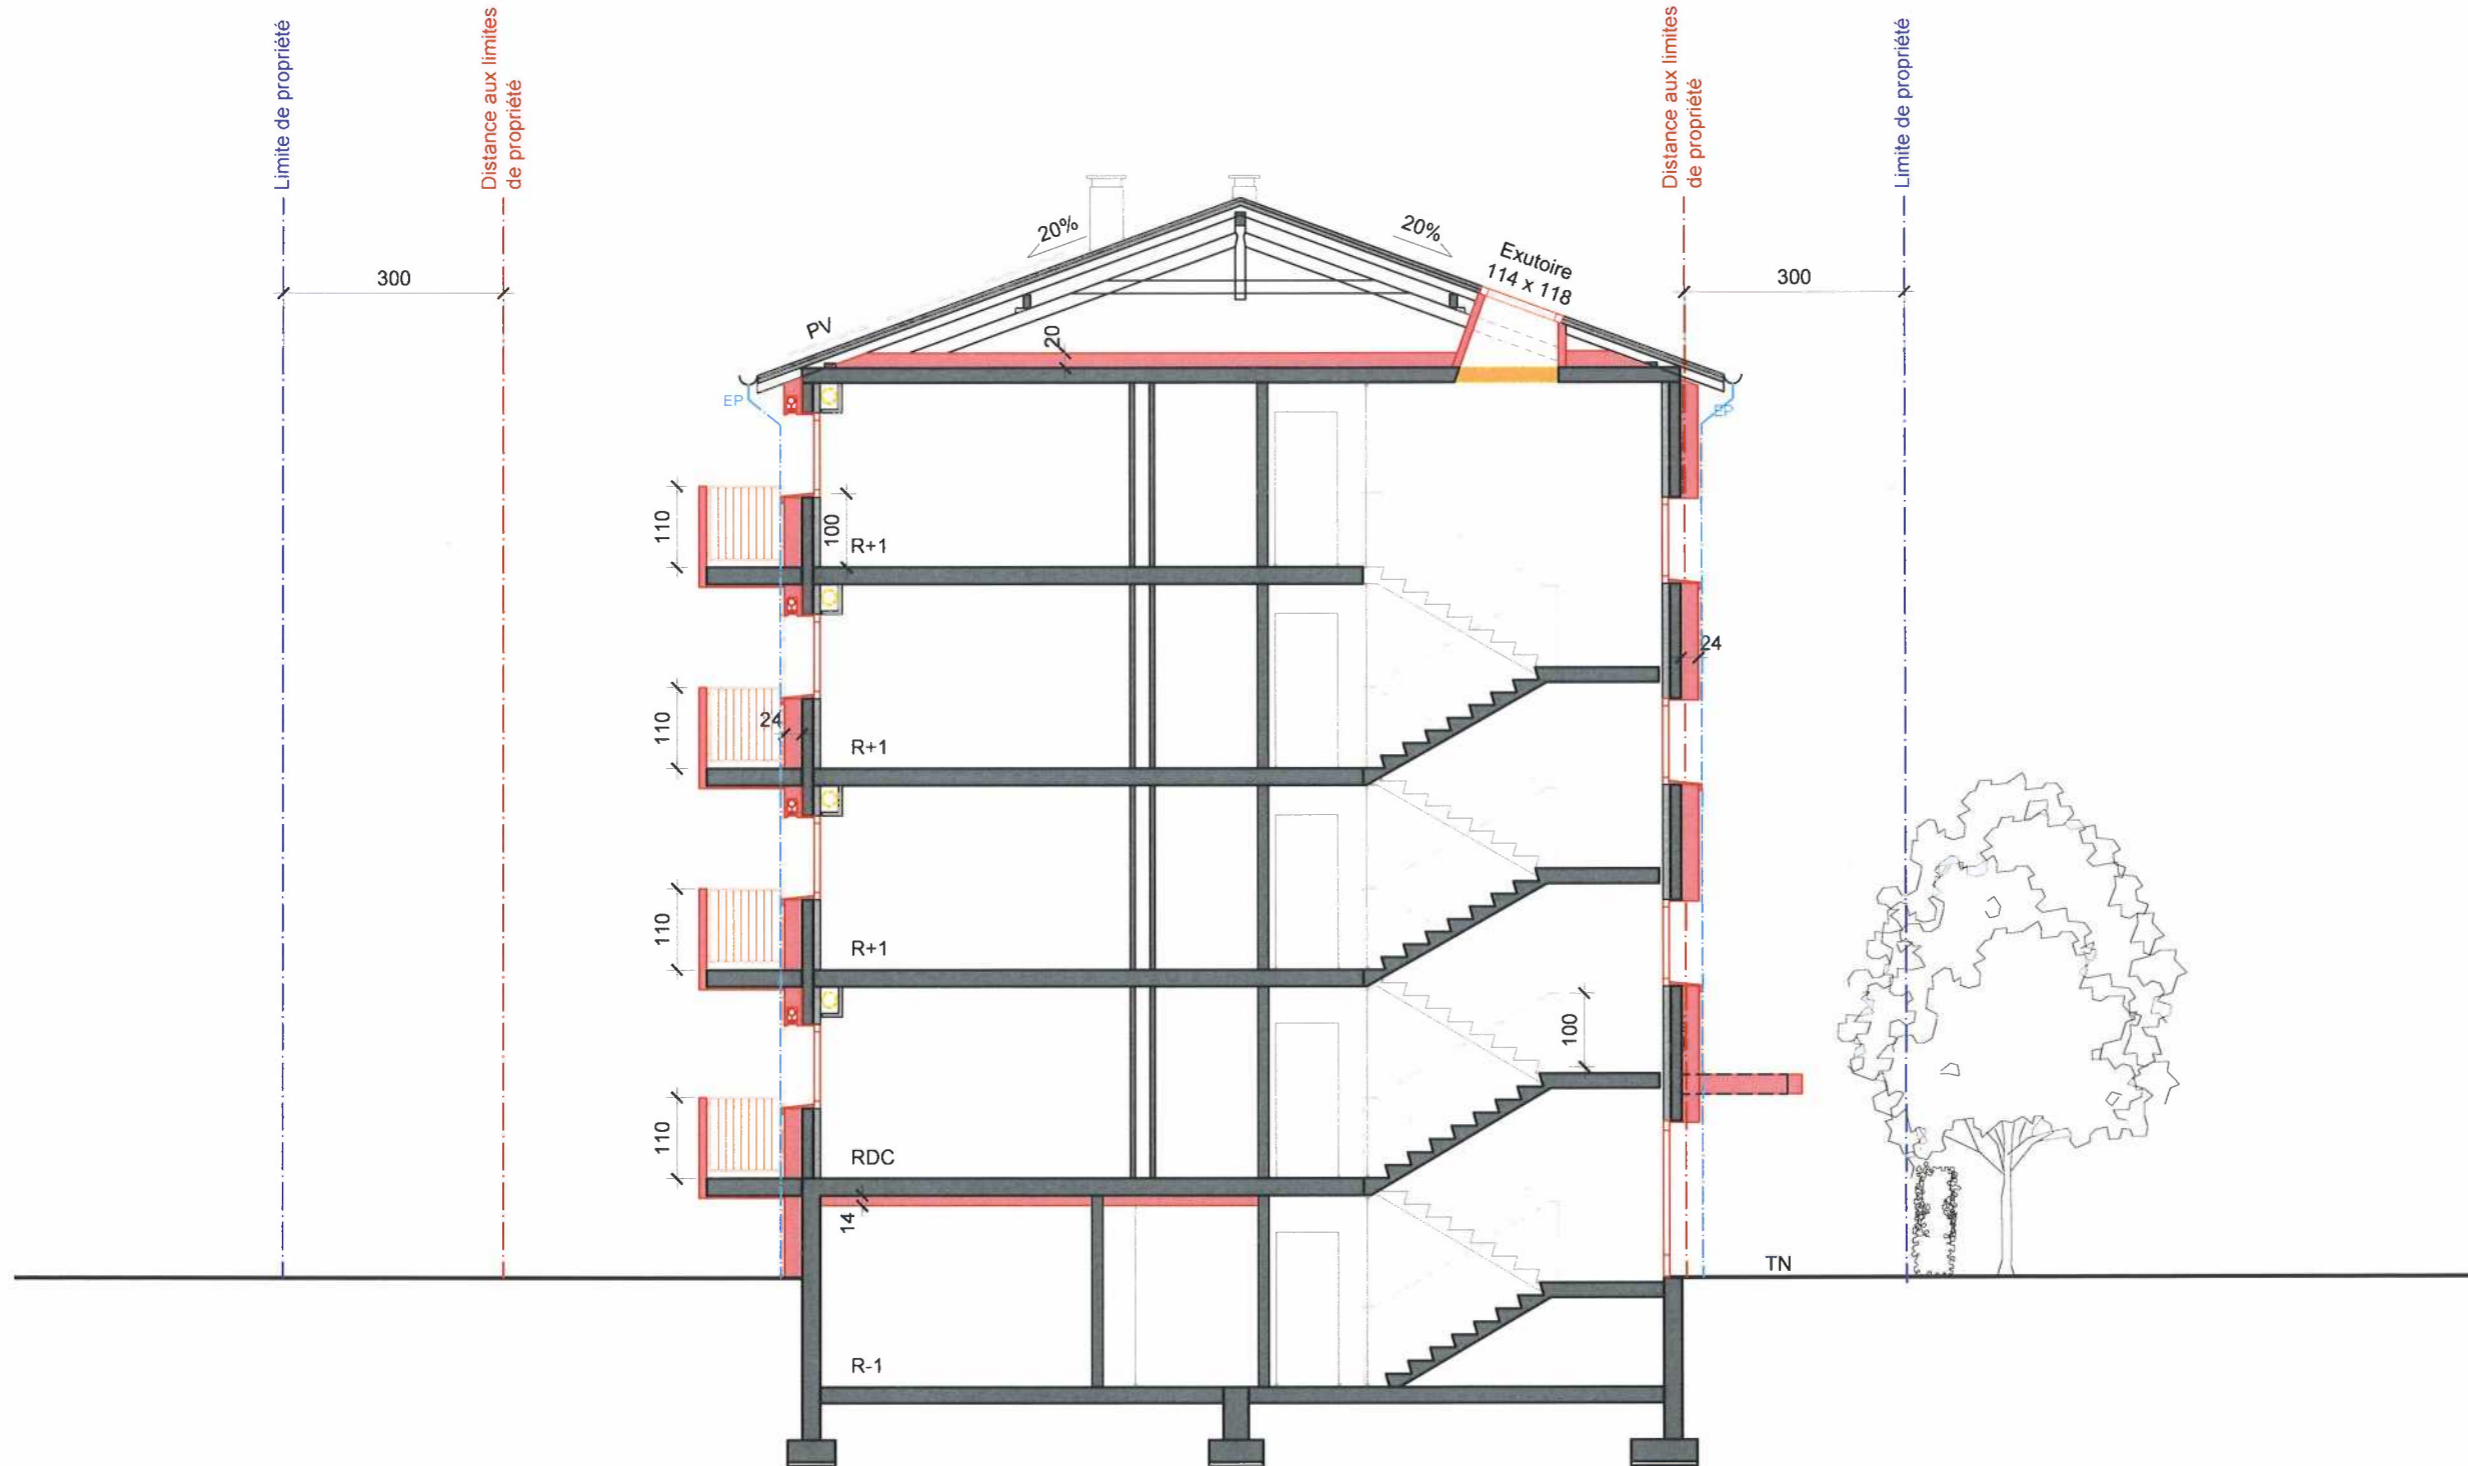 Limite de propriété
Distance aux limites
de propriété
Distance aux limites
de propriété
Limite de propriété
300
20%
20%
Exutoire
114 x 118
300
PV
20
EP
EP
110
100
R+1
24
110
24
R+1
110
R+1
100
110
RDC
14
TN
R-1